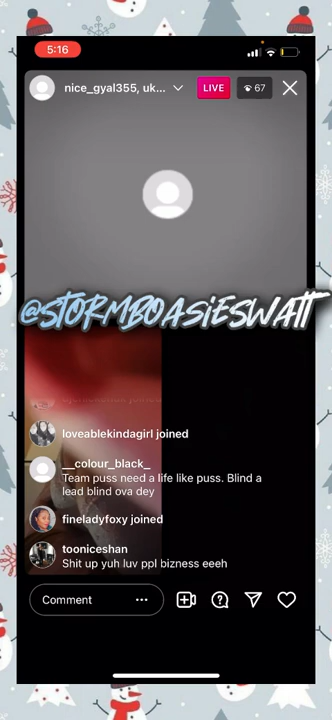 5:16
nice_gyal355, uk...
LIVE
67
@STORMBOASIESWATT
loveablekindagirl joined
__colour_black_
Team puss need a life like puss. Blind a
lead blind ova dey
fineladyfoxy joined
tooniceshan
Shit up yuh luv ppl bizness eeeh
Comment